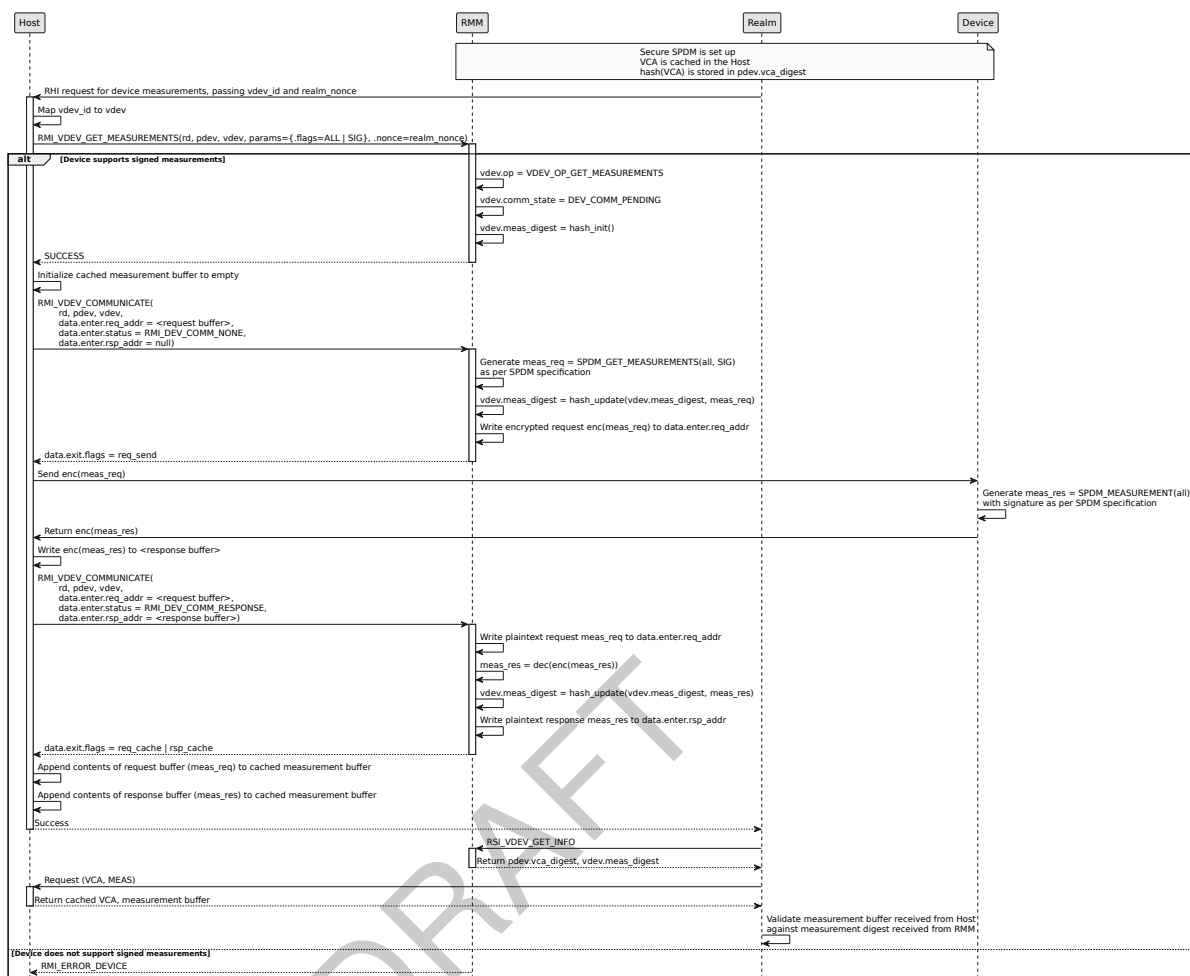 Host
RMM
Realm
Device
Secure SPDM is set up
VCA is cached in the Host
hash(VCA) is stored in pdev.vca_digest
RHI request for device measurements, passing vdev_id and realm_nonce
Map vdev_id to vdev
RMI_VDEV_GET_MEASUREMENTS(rd, pdev, vdev, params={.flags=ALL | SIG}, .nonce=realm_nonce)
alt
[Device supports signed measurements]
vdev.op = VDEV_OP_GET_MEASUREMENTS
vdev.comm_state = DEV_COMM_PENDING
vdev.meas_digest = hash_init()
SUCCESS
Initialize cached measurement buffer to empty
RMI_VDEV_COMMUNICATE(
rd, pdev, vdev,
data.enter.req_addr = <request buffer>,
data.enter.status = RMI_DEV_COMM_NONE,
data.enter.rsp_addr = null)
Generate meas_req = SPDM_GET_MEASUREMENTS(all, SIG)
as per SPDM specification
vdev.meas_digest = hash_update(vdev.meas_digest, meas_req)
Write encrypted request enc(meas_req) to data.enter.req_addr
data.exit.flags = req_send
Send enc(meas_req)
Generate meas_res = SPDM_MEASUREMENT(all)
with signature as per SPDM specification
Return enc(meas_res)
Write enc(meas_res) to <response buffer>
RMI_VDEV_COMMUNICATE(
rd, pdev, vdev,
data.enter.req_addr = <request buffer>,
data.enter.status = RMI_DEV_COMM_RESPONSE,
data.enter.rsp_addr = <response buffer>)
Write plaintext request meas_req to data.enter.req_addr
meas_res = dec(enc(meas_res))
vdev.meas_digest = hash_update(vdev.meas_digest, meas_res)
Write plaintext response meas_res to data.enter.rsp_addr
data.exit.flags = req_cache | rsp_cache
Append contents of request buffer (meas_req) to cached measurement buffer
Append contents of response buffer (meas_res) to cached measurement buffer
Success
RSI_VDEV_GET_INFO
Return pdev.vca_digest, vdev.meas_digest
Request (VCA, MEAS)
Return cached VCA, measurement buffer
Validate measurement buffer received from Host
against measurement digest received from RMM
[Device does not support signed measurements]
RMI_ERROR_DEVICE
DRAFT